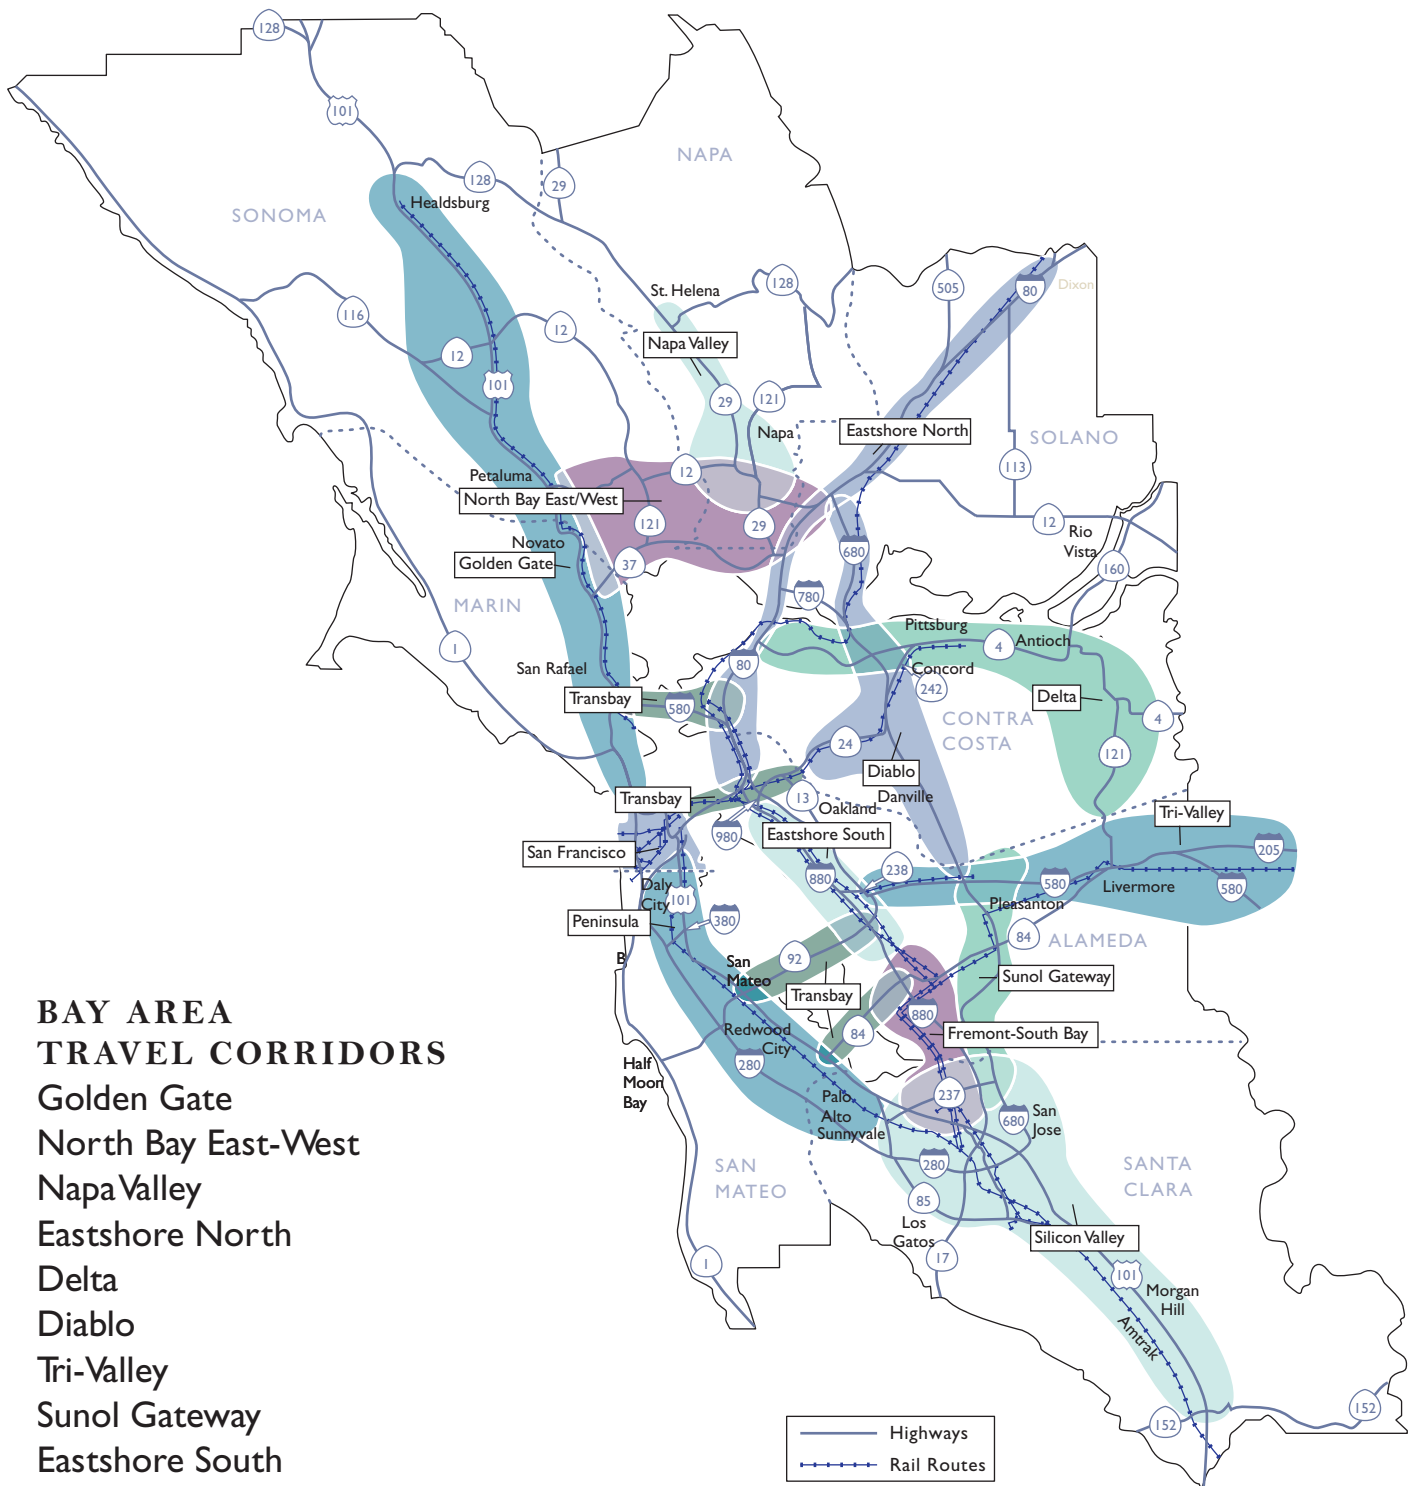 128
101
NAPA
128
29
Healdsburg
SONOMA
St. Helena
128
505
80
Dixon
116
12
12
Napa Valley
101
29
121
Napa
Eastshore North
SOLANO
113
Petaluma
12
North Bay East/West
121
29
12
Rio
Vista
Novato
Golden Gate
37
680
160
MARIN
780
1
Pittsburg
4
Antioch
San Rafael
80
Concord
242
Transbay
580
Delta
CONTRA
COSTA
4
24
121
Diablo
Danville
Transbay
13
Oakland
Tri-Valley
980
Eastshore South
San Francisco
205
880
238
580
580
Livermore
Daly
City
101
Pleasanton
Peninsula
380
84
ALAMEDA
B
92
San
Mateo
Sunol Gateway
Transbay
880
84
Fremont-South Bay
Redwood
City
280
Half
Moon
Bay
237
Palo
Alto
Sunnyvale
680
San
Jose
280
SAN
MATEO
SANTA
CLARA
85
Los
Gatos
Silicon Valley
17
1
101
Morgan
Hill
Amtrak
152
152
BAY AREA
TRAVEL CORRIDORS
Golden Gate
North Bay East-West
Napa Valley
Eastshore North
Delta
Diablo
Tri-Valley
Sunol Gateway
Eastshore South
Highways
Rail Routes